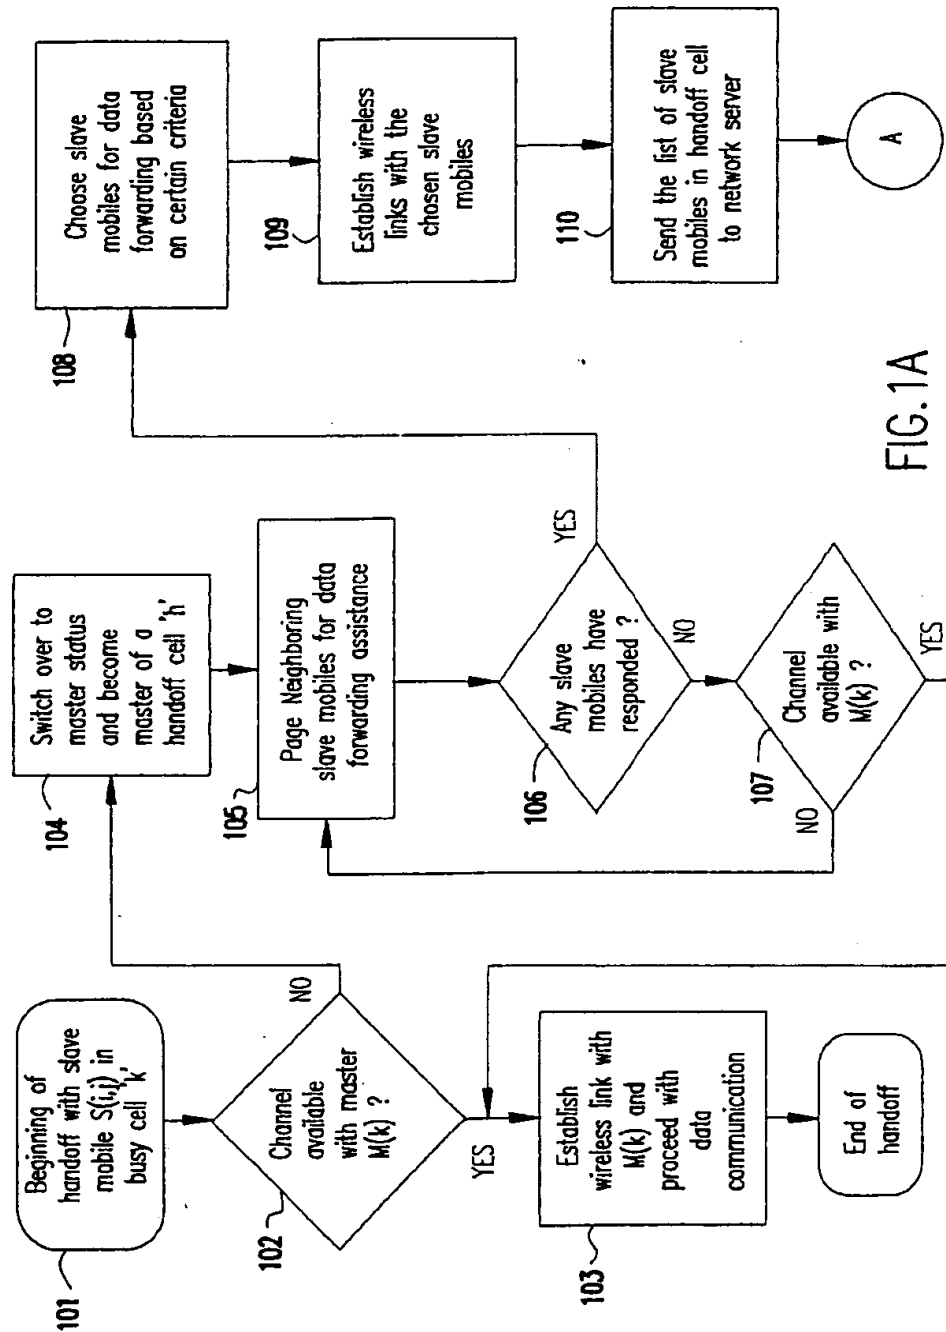 101
Beginning of
handoff with slave
mobile S(i,j) in
busy cell 'k'
102
Channel
available
with master
M(k) ?
NO
YES
103
Establish
wireless link with
M(k) and
proceed with
data
communication
End of
handoff
104
Switch over to
master status
and become
master of a
handoff cell 'h'
105
Page Neighboring
slave mobiles for data
forwarding assistance
106
Any slave
mobiles have
responded ?
YES
NO
107
Channel
available with
M(k) ?
NO
YES
108
Choose slave
mobiles for data
forwarding based
on certain criteria
109
Establish wireless
links with the
chosen slave
mobiles
110
Send the list of slave
mobiles in handoff cell
to network server
A
FIG.1A